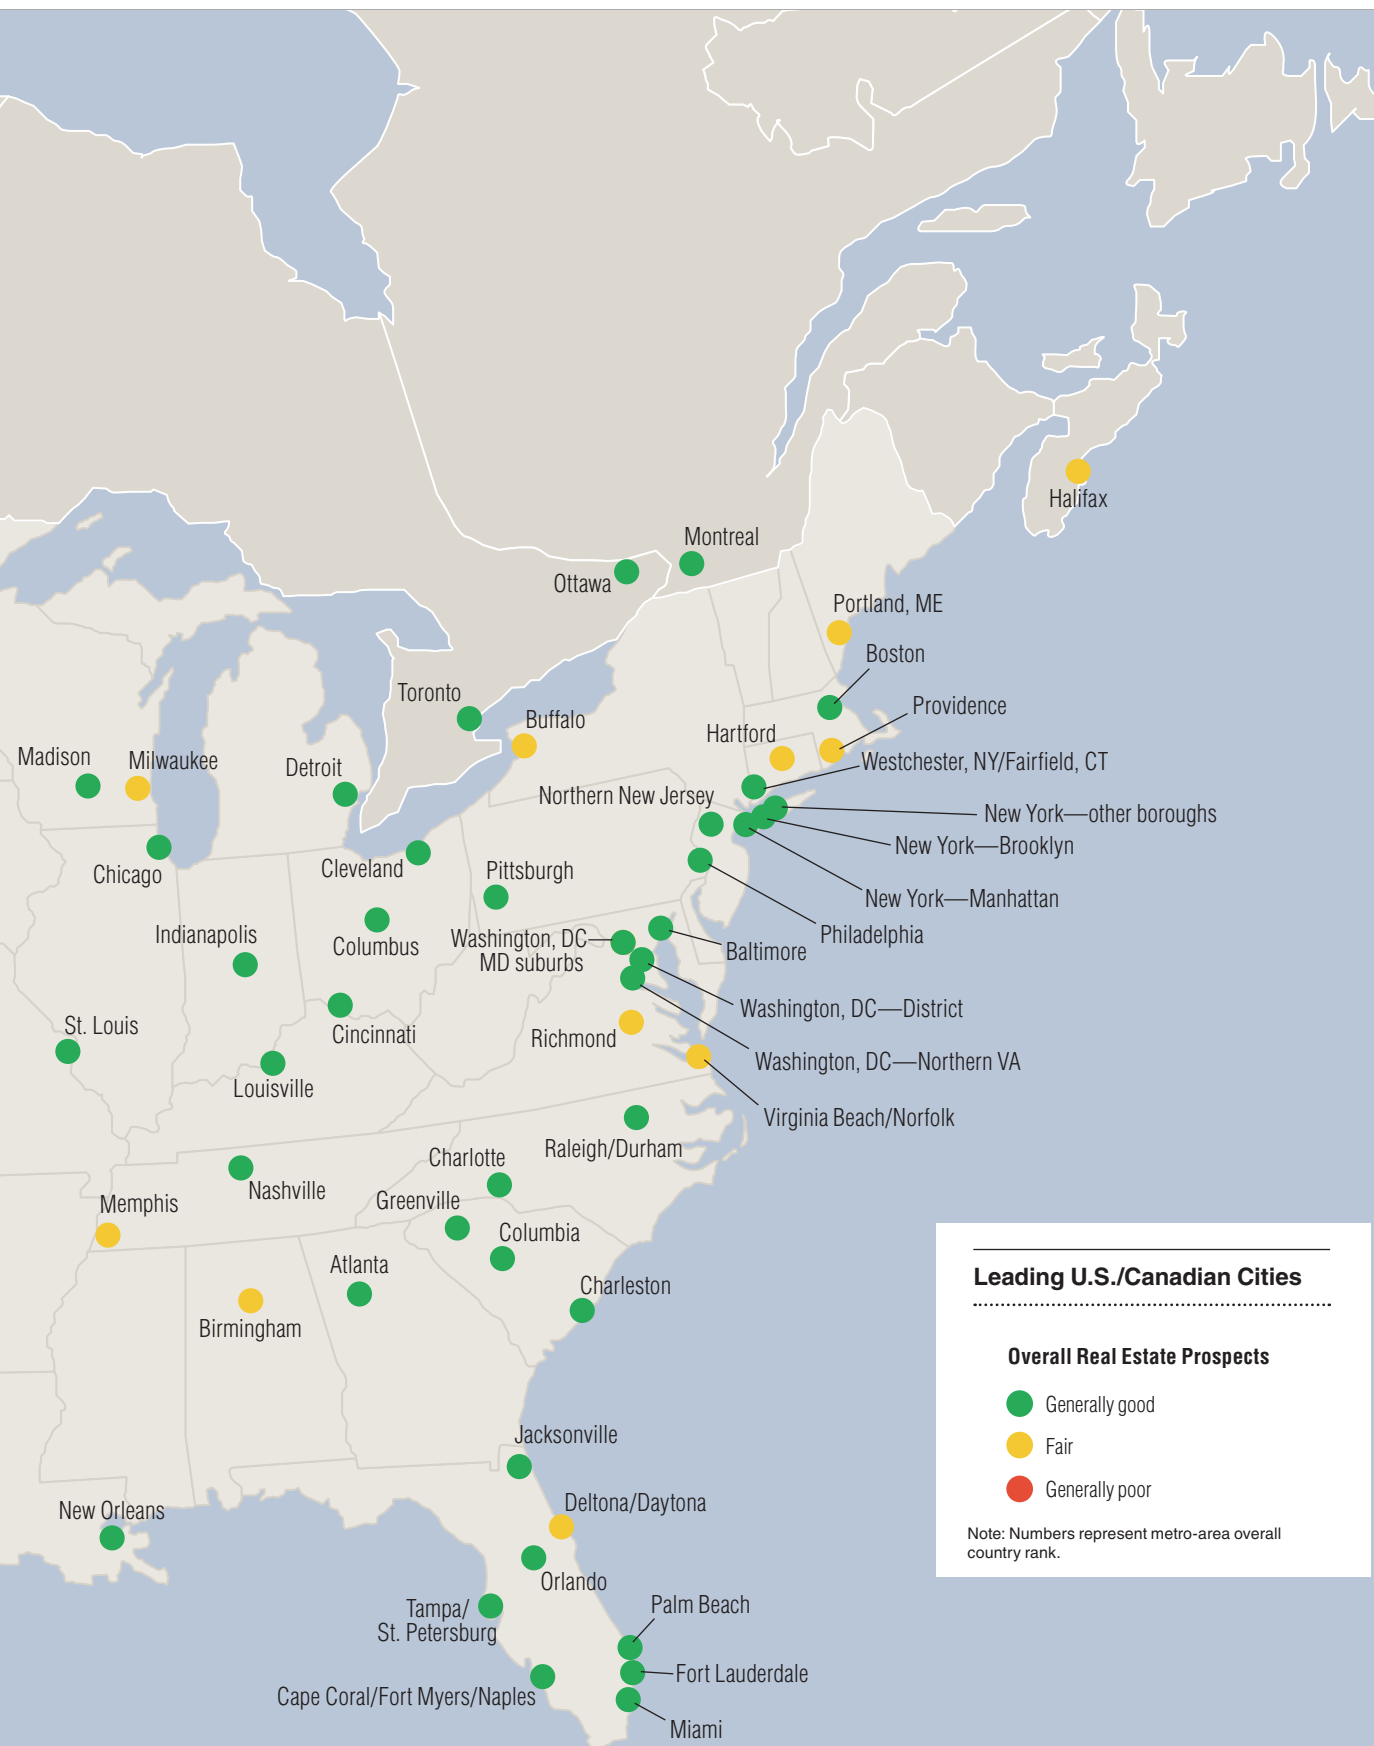 Halifax
Montreal
Ottawa
Portland, ME
Boston
Toronto
Providence
Buffalo
Hartford
Madison
Milwaukee
Detroit
Westchester, NY/Fairfield, CT
Northern New Jersey
New York—other boroughs
New York—Brooklyn
Chicago
Cleveland
Pittsburgh
New York—Manhattan
Philadelphia
Indianapolis
Columbus
Washington, DC
MD suburbs
Baltimore
Washington, DC—District
St. Louis
Cincinnati
Richmond
Washington, DC—Northern VA
Louisville
Virginia Beach/Norfolk
Raleigh/Durham
Charlotte
Nashville
Memphis
Greenville
Columbia
Atlanta
Charleston
Birmingham
Leading U.S./Canadian Cities
Overall Real Estate Prospects
Generally good
Fair
Generally poor
Note: Numbers represent metro-area overall
country rank.
Jacksonville
New Orleans
Deltona/Daytona
Orlando
Tampa/
St. Petersburg
Palm Beach
Fort Lauderdale
Cape Coral/Fort Myers/Naples
Miami